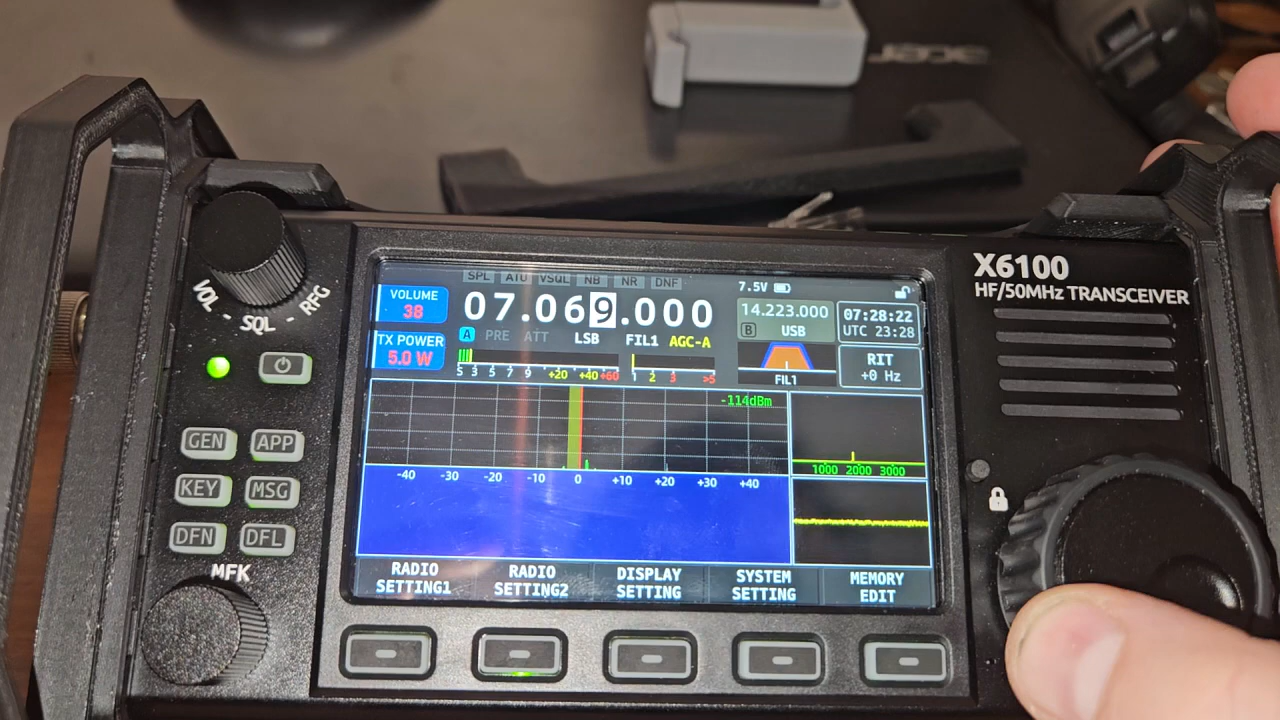 X6100
HF/50MHz TRANSCEIVER
VOL - SQL - RFG
SPL ATU VSQL NB NR DNF
7.5V
VOLUME
38
07.069.000
14.223.000
B USB
07:28:22
UTC 23:28
A PRE ATT LSB FIL1 AGC-A
TX POWER
5.0 W
S 3 5 7 9 +20 +40 +60
1 2 3 >5
FIL1
RIT
+0 Hz
-114dBm
1000 2000 3000
-40 -30 -20 -10 0 +10 +20 +30 +40
GEN APP
KEY MSG
DFN DFL
MFK
RADIO SETTING1
RADIO SETTING2
DISPLAY SETTING
SYSTEM SETTING
MEMORY EDIT